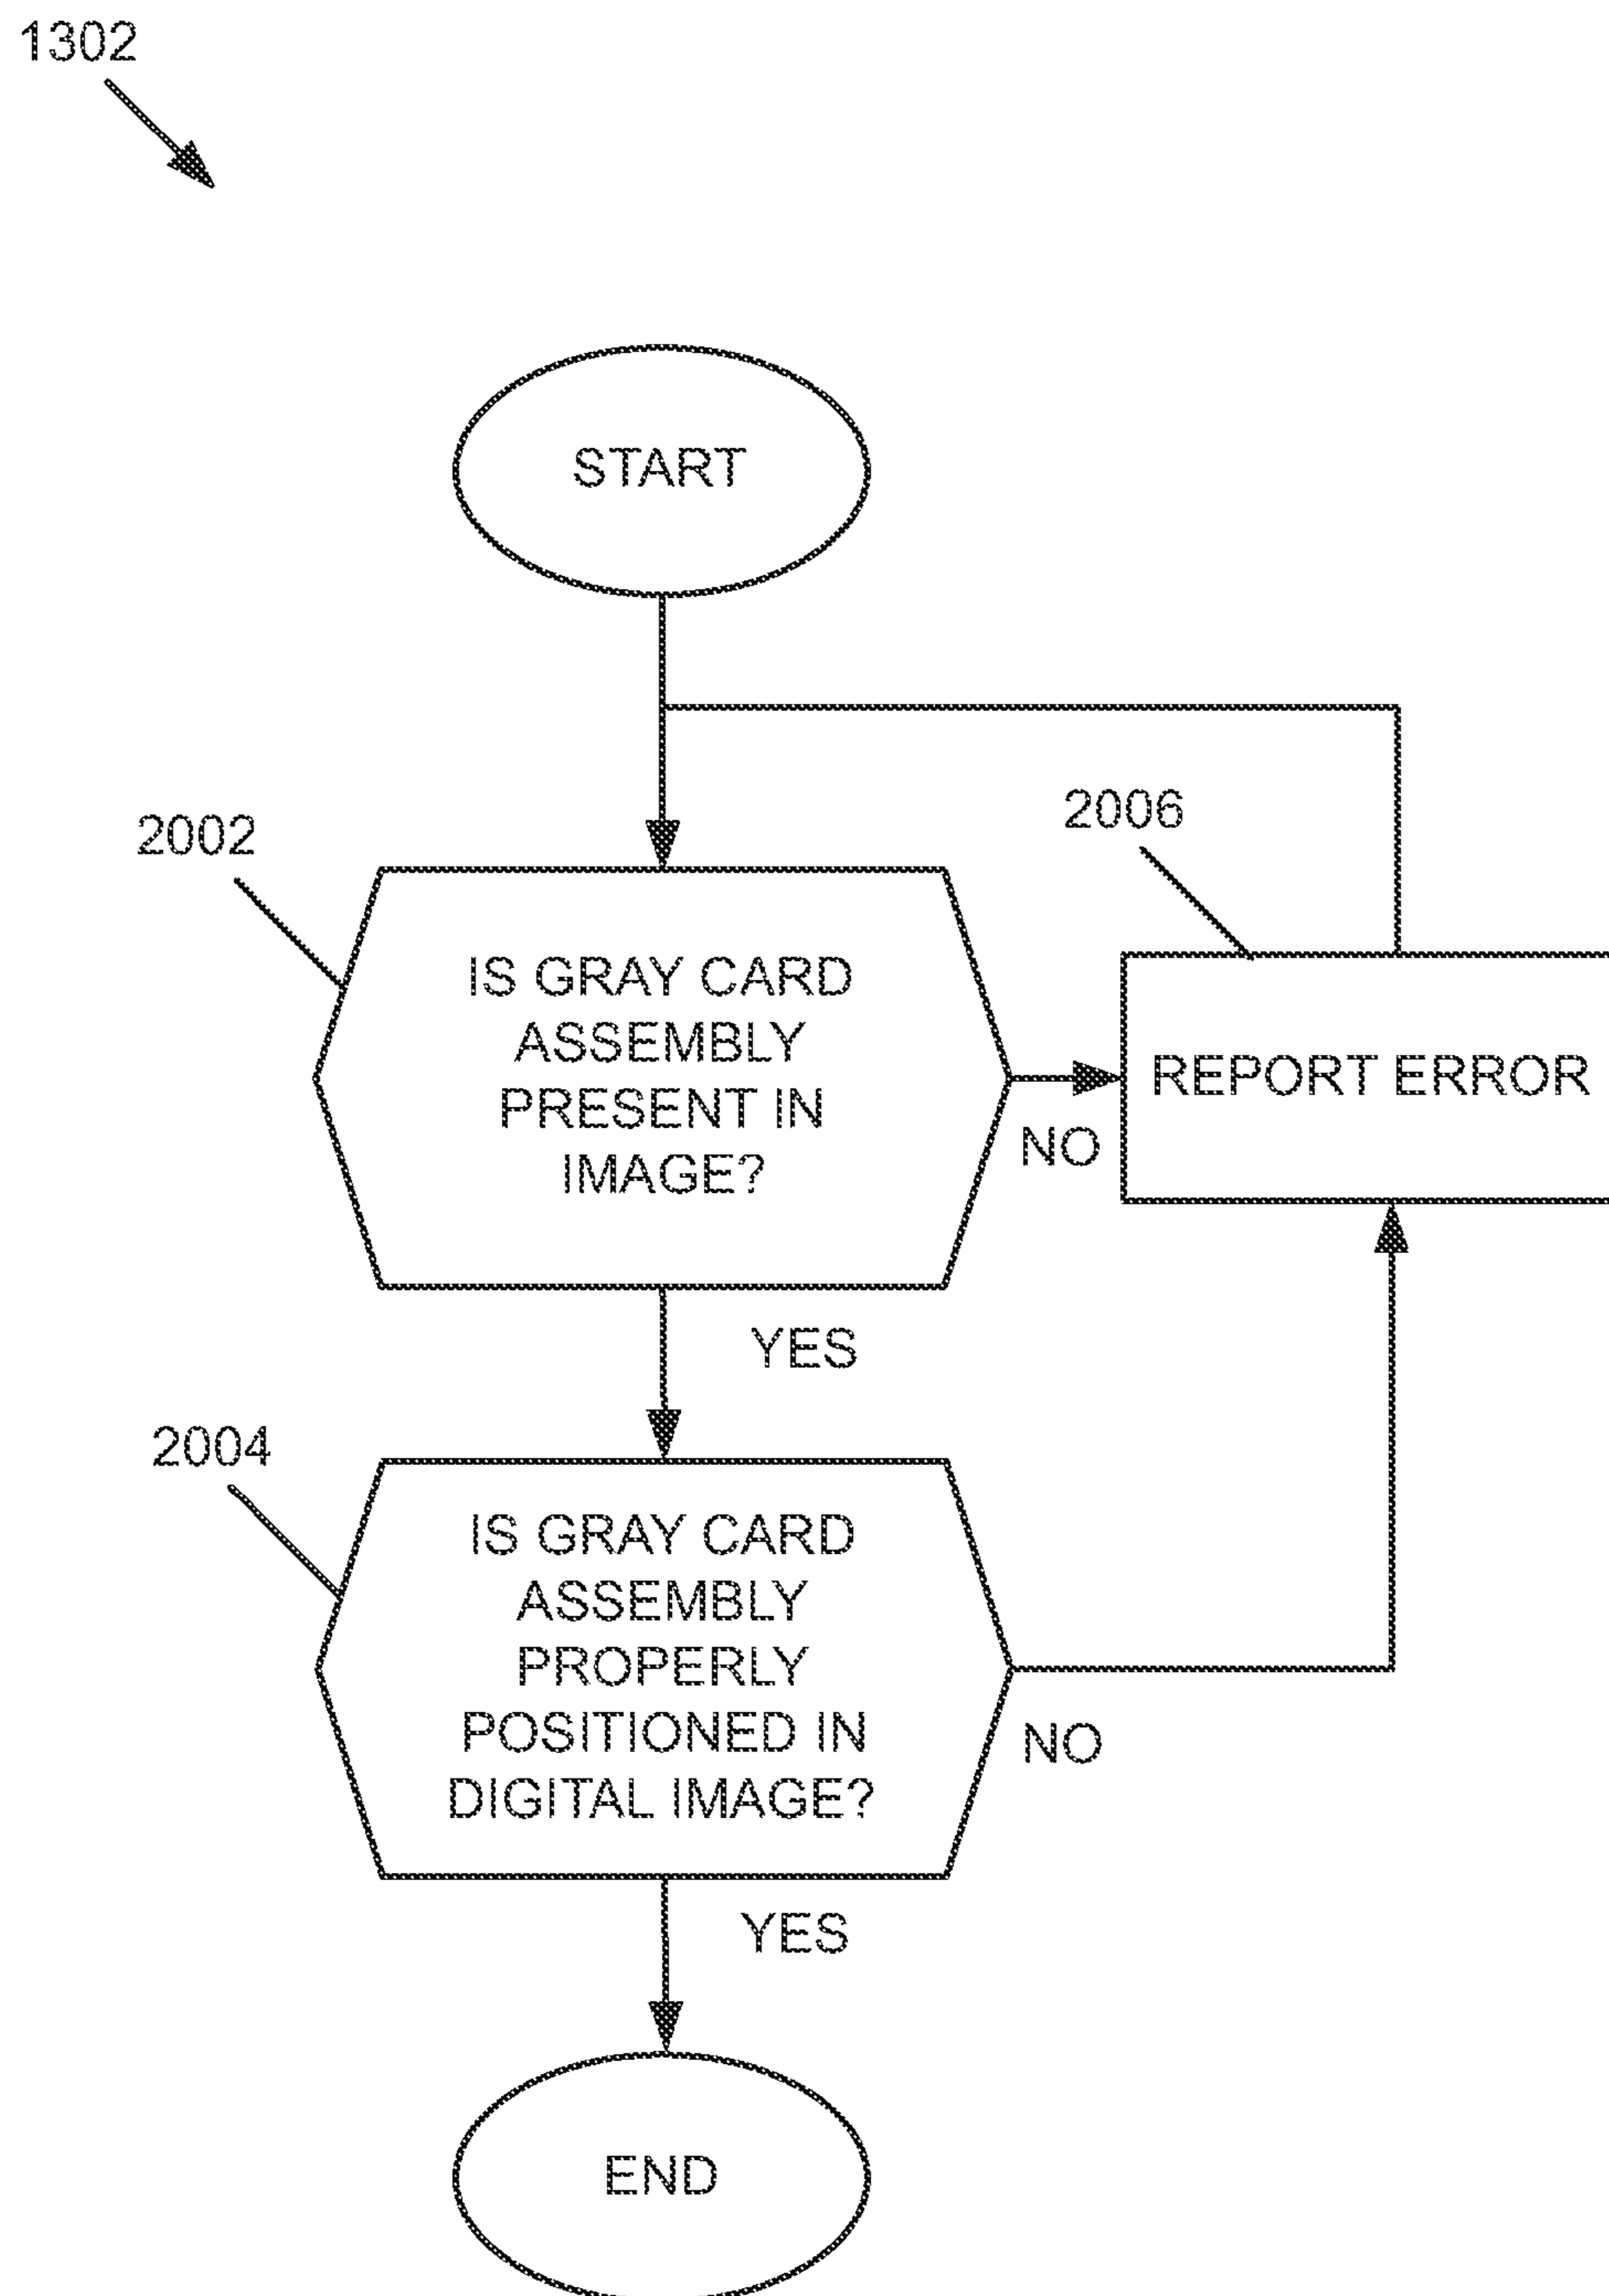 1302
START
2002
2006
IS GRAY CARD
ASSEMBLY
PRESENT IN
IMAGE?
REPORT ERROR
NO
YES
2004
IS GRAY CARD
ASSEMBLY
PROPERLY
POSITIONED IN
DIGITAL IMAGE?
NO
YES
END